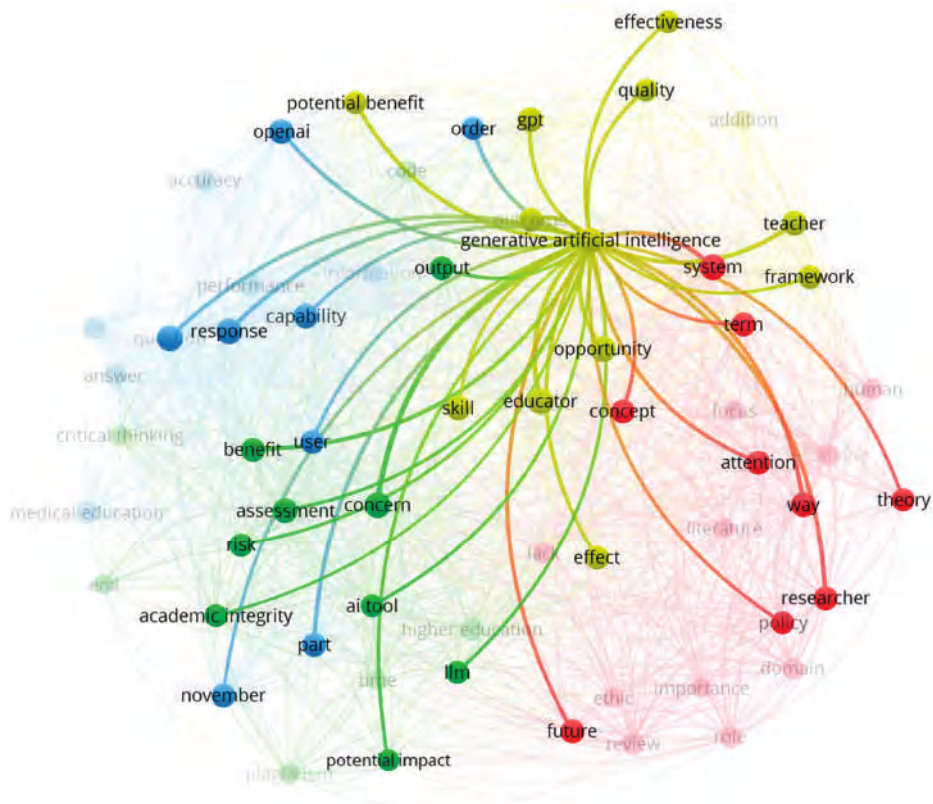 effectiveness
quality
potential benefit
openai
order
gpt
addition
code
accuracy
teacher
generative artificial intelligence
output
system
framework
information
performance
capability
response
term
opportunity
answer
human
skill
educator
concept
focus
critical thinking
benefit
user
attention
medical education
assessment
concern
way
theory
literature
risk
lack
effect
academic integrity
ai tool
researcher
higher education
policy
part
llm
time
domain
november
ethic
importance
future
review
role
potential impact
plagiarism